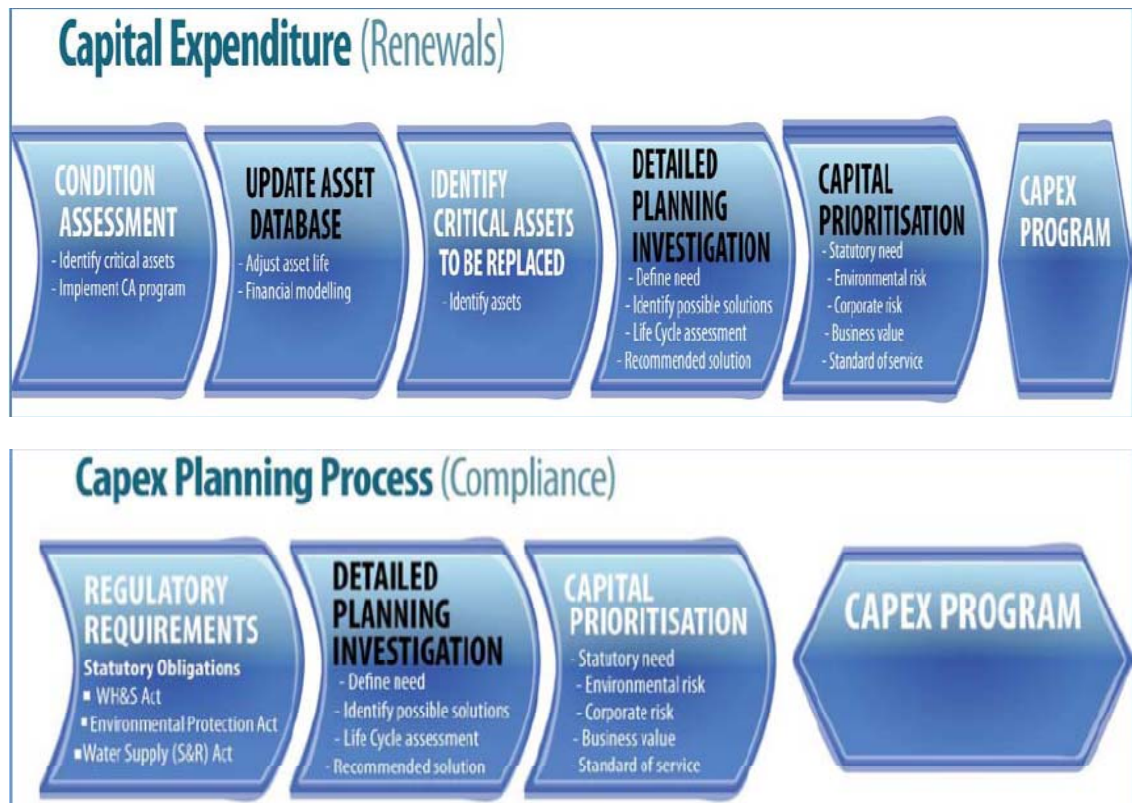 Capital Expenditure (Renewals)
CONDITION
ASSESSMENT
- Identify critical assets
- Implement CA program
UPDATE ASSET
DATABASE
- Adjust asset life
- Financial modelling
IDENTIFY
CRITICAL ASSETS
TO BE REPLACED
- Identify assets
DETAILED
PLANNING
INVESTIGATION
- Define need
- Identify possible solutions
- Life Cycle assessment
- Recommended solution
CAPITAL
PRIORITISATION
- Statutory need
- Environmental risk
- Corporate risk
- Business value
- Standard of service
CAPEX
PROGRAM
Capex Planning Process (Compliance)
REGULATORY
REQUIREMENTS
Statutory Obligations
▪ WH&S Act
▪ Environmental Protection Act
▪ Water Supply (S&R) Act
DETAILED
PLANNING
INVESTIGATION
- Define need
- Identify possible solutions
- Life Cycle assessment
- Recommended solution
CAPITAL
PRIORITISATION
- Statutory need
- Environmental risk
- Corporate risk
- Business value
Standard of service
CAPEX PROGRAM